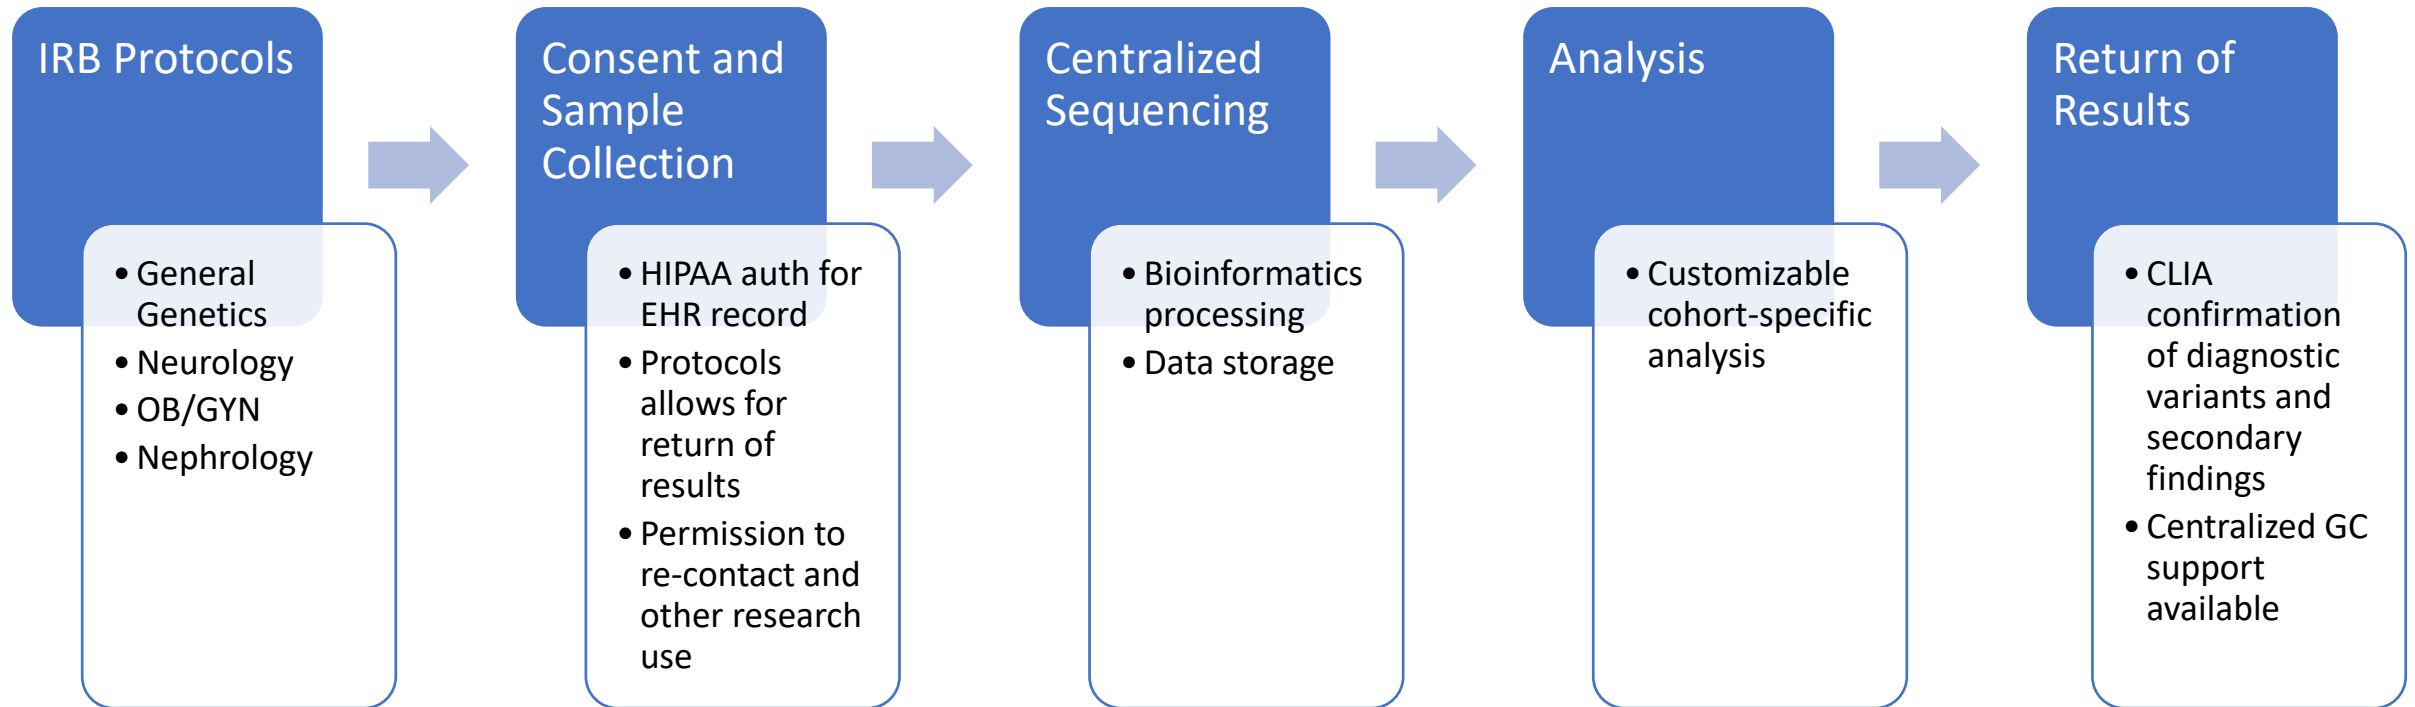 IRB Protocols
• General
Genetics
• Neurology
• OB/GYN
• Nephrology
Consent and
Sample
Collection
• HIPAA auth for
EHR record
• Protocols
allows for
return of
results
• Permission to
re-contact and
other research
use
Centralized
Sequencing
• Bioinformatics
processing
• Data storage
Analysis
• Customizable
cohort-specific
analysis
Return of
Results
• CLIA
confirmation
of diagnostic
variants and
secondary
findings
• Centralized GC
support
available